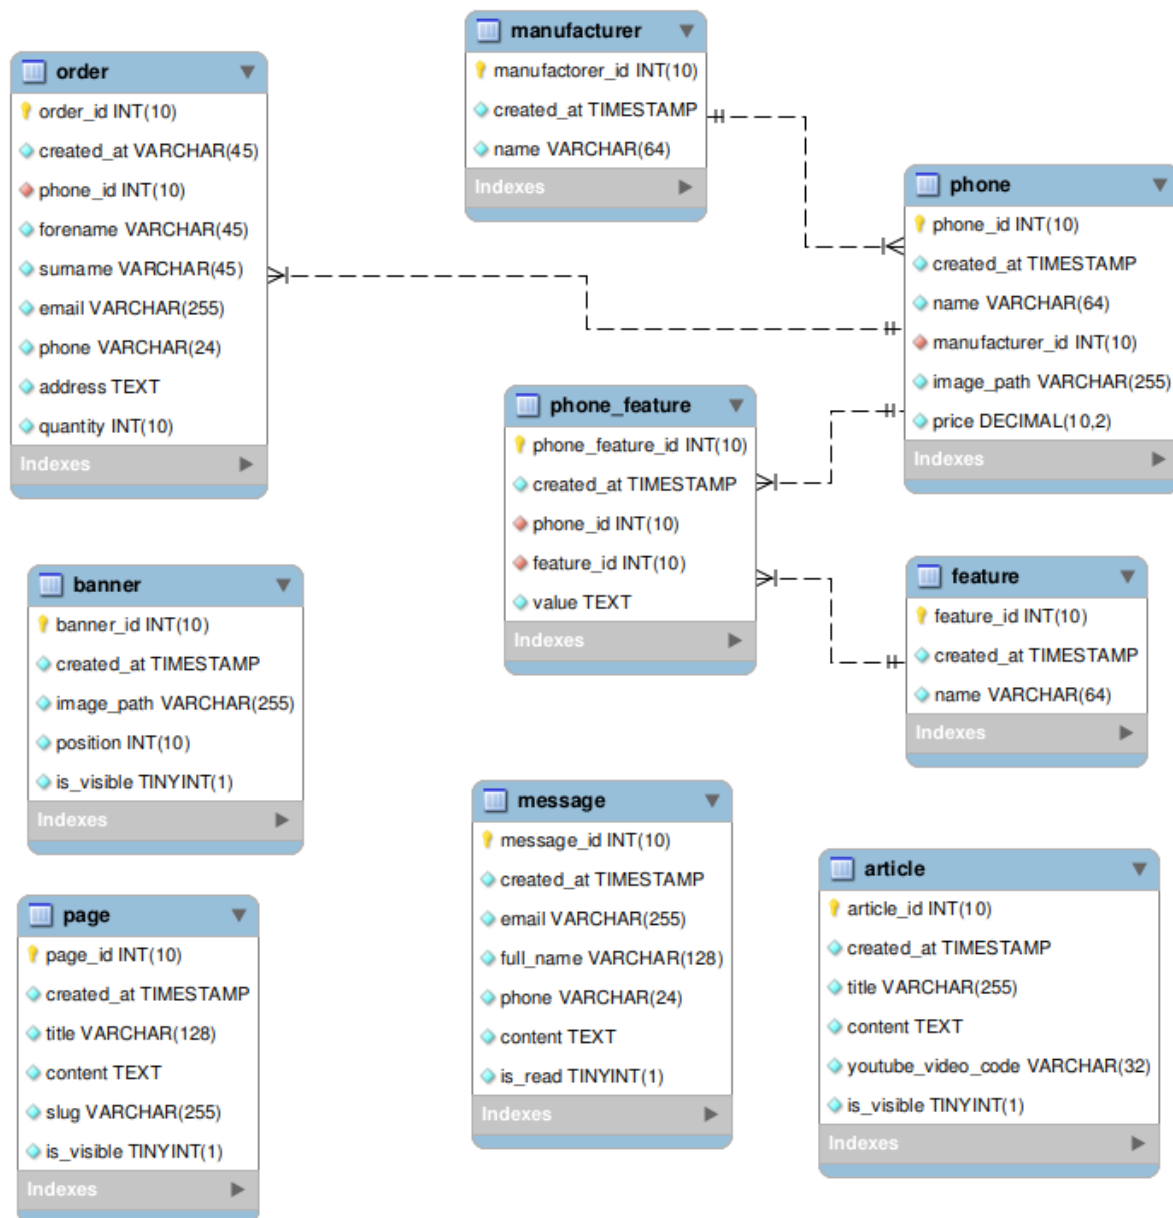 order
order_id INT(10)
created_at VARCHAR(45)
phone_id INT(10)
forename VARCHAR(45)
surname VARCHAR(45)
email VARCHAR(255)
phone VARCHAR(24)
address TEXT
quantity INT(10)
Indexes
manufacturer
manufactorer_id INT(10)
created_at TIMESTAMP
name VARCHAR(64)
Indexes
phone
phone_id INT(10)
created_at TIMESTAMP
name VARCHAR(64)
manufacturer_id INT(10)
image_path VARCHAR(255)
price DECIMAL(10,2)
Indexes
phone_feature
phone_feature_id INT(10)
created_at TIMESTAMP
phone_id INT(10)
feature_id INT(10)
value TEXT
Indexes
banner
banner_id INT(10)
created_at TIMESTAMP
image_path VARCHAR(255)
position INT(10)
is_visible TINYINT(1)
Indexes
feature
feature_id INT(10)
created_at TIMESTAMP
name VARCHAR(64)
Indexes
message
message_id INT(10)
created_at TIMESTAMP
email VARCHAR(255)
full_name VARCHAR(128)
phone VARCHAR(24)
content TEXT
is_read TINYINT(1)
Indexes
article
article_id INT(10)
created_at TIMESTAMP
title VARCHAR(255)
content TEXT
youtube_video_code VARCHAR(32)
is_visible TINYINT(1)
Indexes
page
page_id INT(10)
created_at TIMESTAMP
title VARCHAR(128)
content TEXT
slug VARCHAR(255)
is_visible TINYINT(1)
Indexes